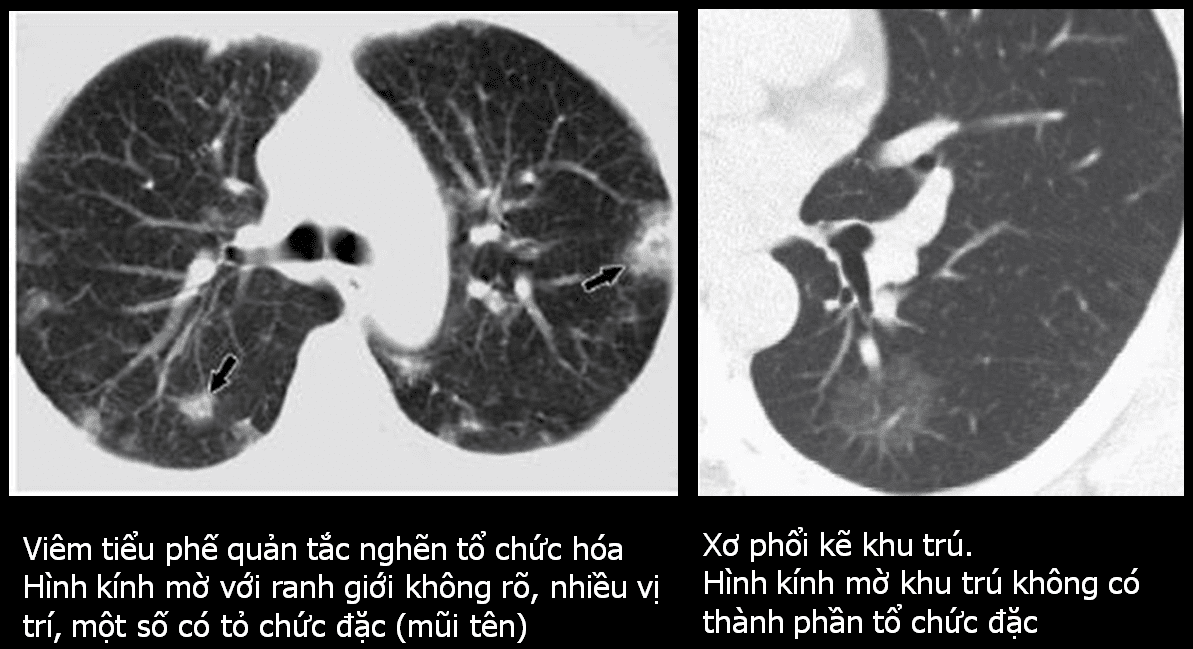 Viêm tiểu phế quản tắc nghẽn tổ chức hóa
Hình kính mờ với ranh giới không rõ, nhiều vị
trí, một số có tỏ chức đặc (mũi tên)
Xơ phổi kẽ khu trú.
Hình kính mờ khu trú không có
thành phần tổ chức đặc